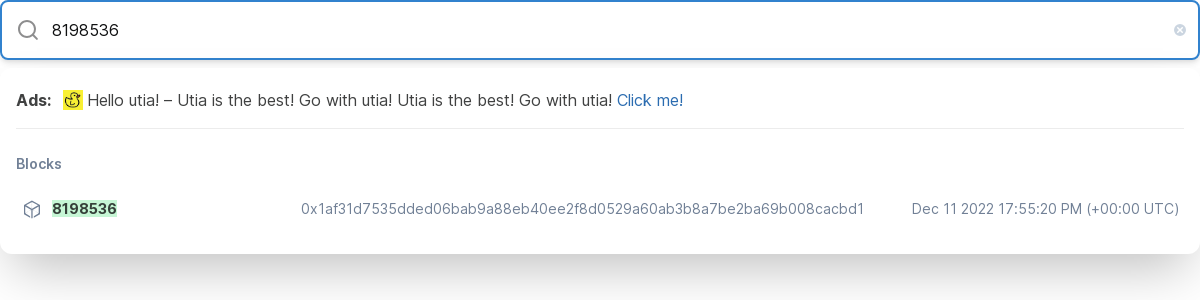 8198536
Ads: Hello utia! – Utia is the best! Go with utia! Utia is the best! Go with utia! Click me!
Blocks
8198536 0x1af31d7535dded06bab9a88eb40ee2f8d0529a60ab3b8a7be2ba69b008cacbd1 Dec 11 2022 17:55:20 PM (+00:00 UTC)